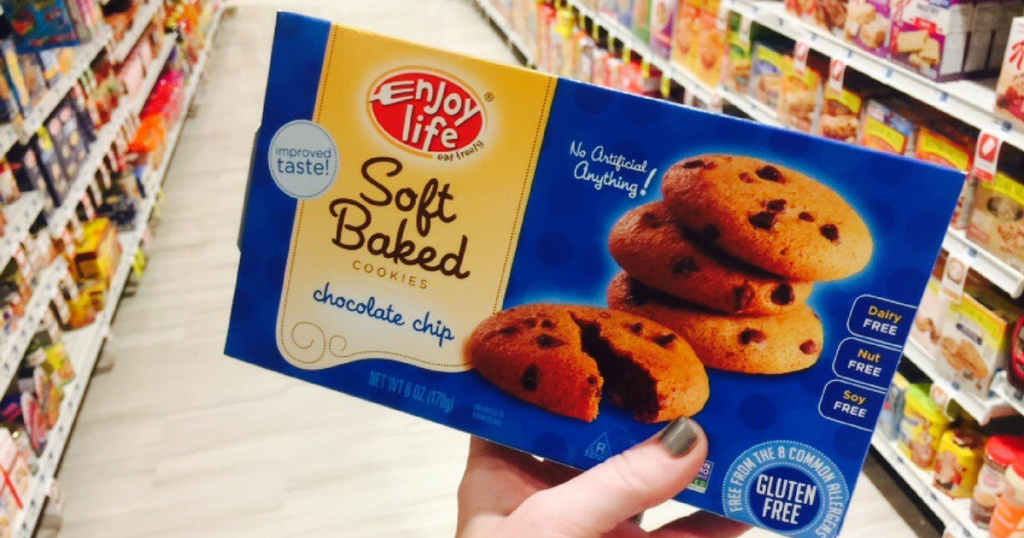 enjoy
life®
eat freely
improved
taste!
Soft
Baked
COOKIES
chocolate chip
NET WT 6 OZ (170g)
No Artificial
Anything!
Dairy
FREE
Nut
FREE
Soy
FREE
FREE FROM THE 8 COMMON ALLERGENS
GLUTEN
FREE